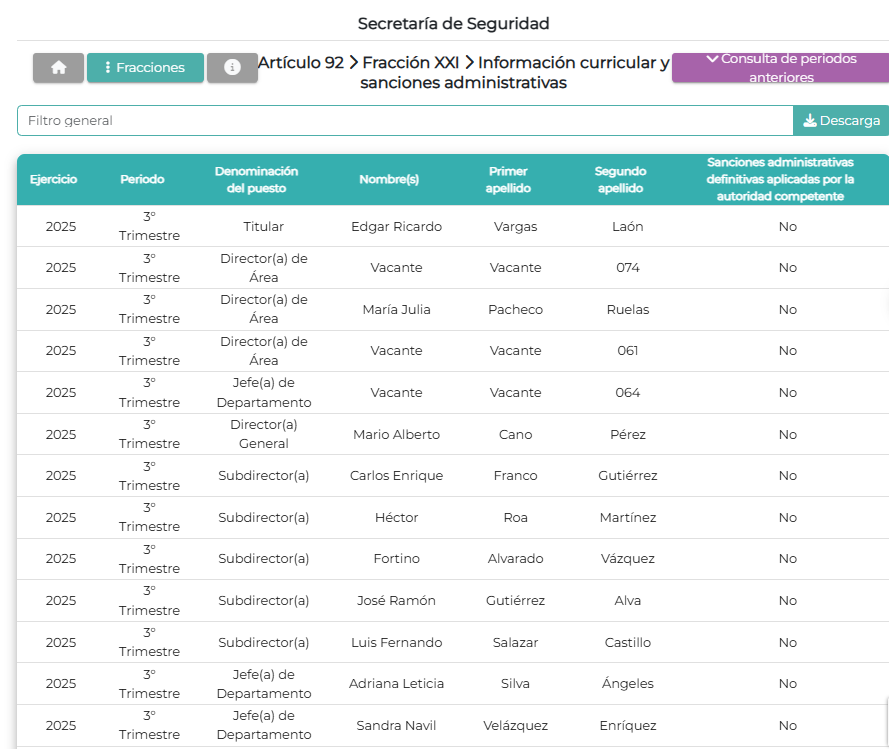 Secretaría de Seguridad
Fracciones
Artículo 92 > Fracción XXI > Información curricular y
sanciones administrativas
Consulta de periodos
anteriores
Filtro general
Descarga
Ejercicio Periodo Denominación del puesto Nombre(s) Primer apellido Segundo apellido Sanciones administrativas definitivas aplicadas por la autoridad competente
2025 3° Trimestre Titular Edgar Ricardo Vargas Laón No
2025 3° Trimestre Director(a) de Área Vacante Vacante 074 No
2025 3° Trimestre Director(a) de Área María Julia Pacheco Ruelas No
2025 3° Trimestre Director(a) de Área Vacante Vacante 061 No
2025 3° Trimestre Jefe(a) de Departamento Vacante Vacante 064 No
2025 3° Trimestre Director(a) General Mario Alberto Cano Pérez No
2025 3° Trimestre Subdirector(a) Carlos Enrique Franco Gutiérrez No
2025 3° Trimestre Subdirector(a) Héctor Roa Martínez No
2025 3° Trimestre Subdirector(a) Fortino Alvarado Vázquez No
2025 3° Trimestre Subdirector(a) José Ramón Gutiérrez Alva No
2025 3° Trimestre Subdirector(a) Luis Fernando Salazar Castillo No
2025 3° Trimestre Jefe(a) de Departamento Adriana Leticia Silva Ángeles No
2025 3° Trimestre Jefe(a) de Departamento Sandra Navil Velázquez Enríquez No